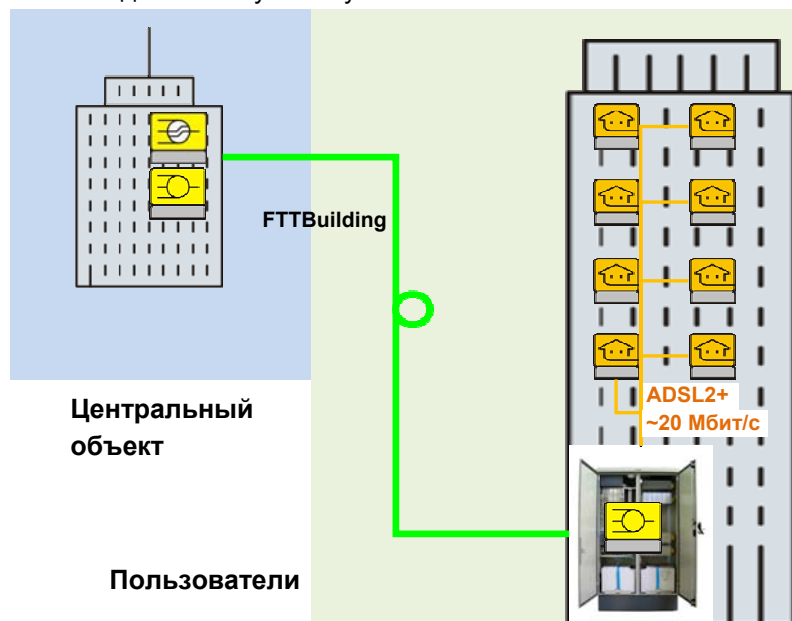 FTTBuilding
ADSL2+
~20 Мбит/с
Центральный
объект
Пользователи